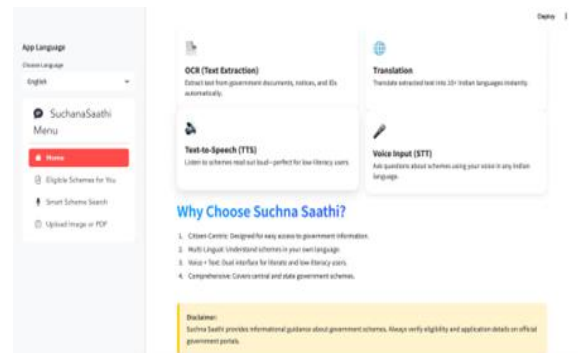 Deploy
App Language
Choose Language
English
SuchanaSaathi
Menu
Home
Eligible Schemes for You
Smart Scheme Search
Upload Image or PDF
OCR (Text Extraction)
Extract text from government documents, notices, and IDs
automatically.
Translation
Translate extracted text into 10+ Indian languages instantly.
Text-to-Speech (TTS)
Listen to schemes read out loud—perfect for low-literacy users.
Voice Input (STT)
Ask questions about schemes using your voice in any Indian
language.
Why Choose Suchna Saathi?
1. Citizen-Centric: Designed for easy access to government information.
2. Multi-Lingual: Understand schemes in your own language.
3. Voice + Text: Dual interface for literate and low-literacy users.
4. Comprehensive: Covers central and state government schemes.
Disclaimer:
Suchna Saathi provides informational guidance about government schemes. Always verify eligibility and application details on official
government portals.